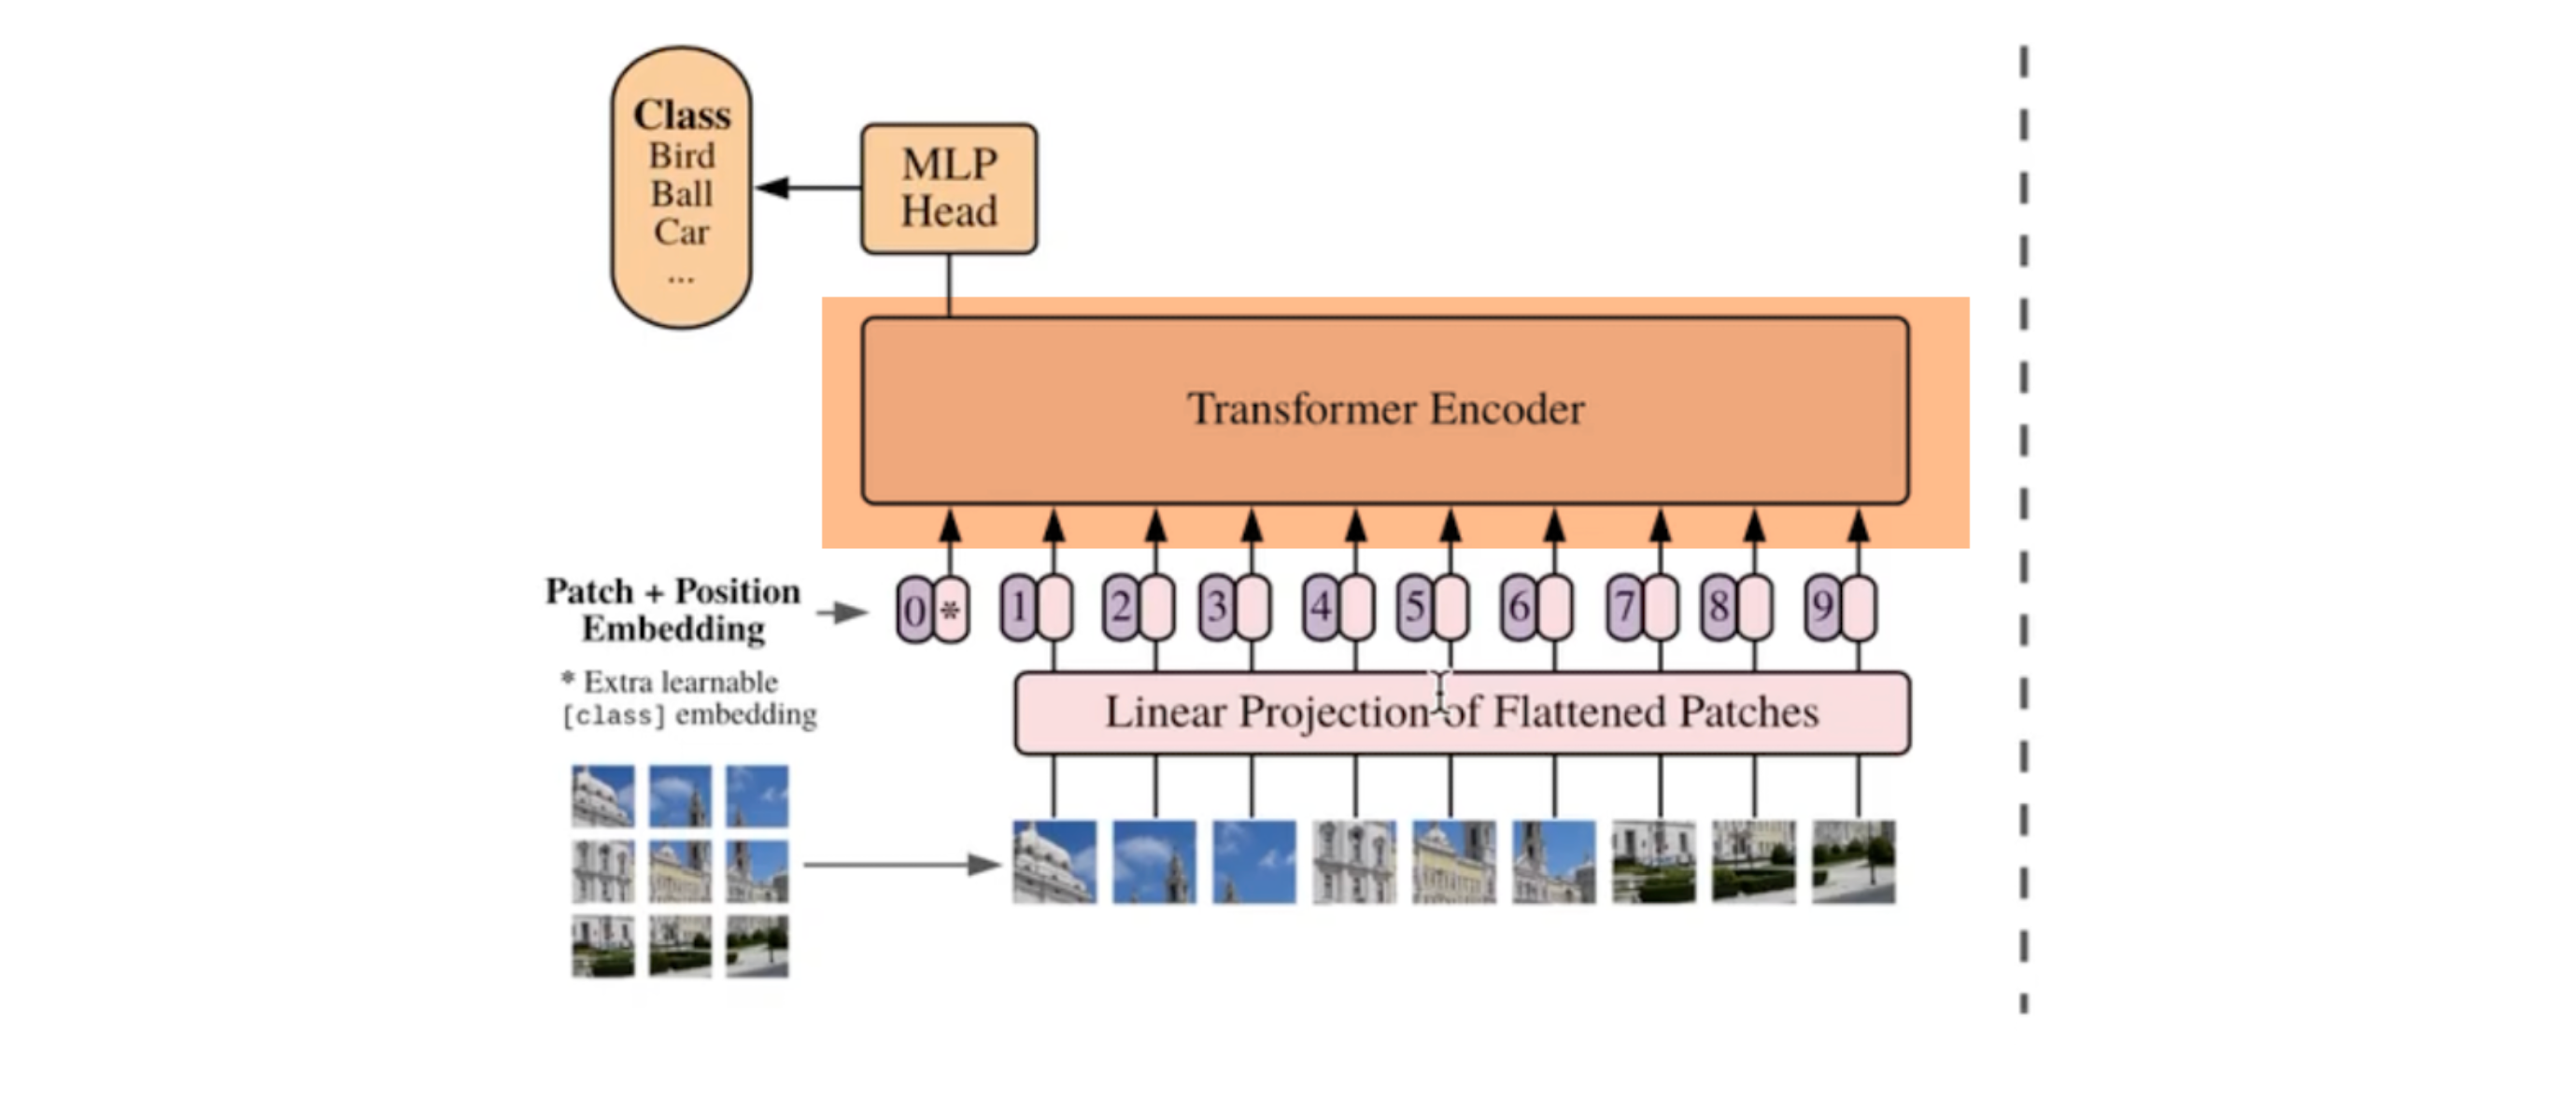 Class
Bird
Ball
Car
...
MLP
Head
Transformer Encoder
Patch + Position
Embedding
0 * 1 2 3 4 5 6 7 8 9
* Extra learnable
[class] embedding
Linear Projection of Flattened Patches